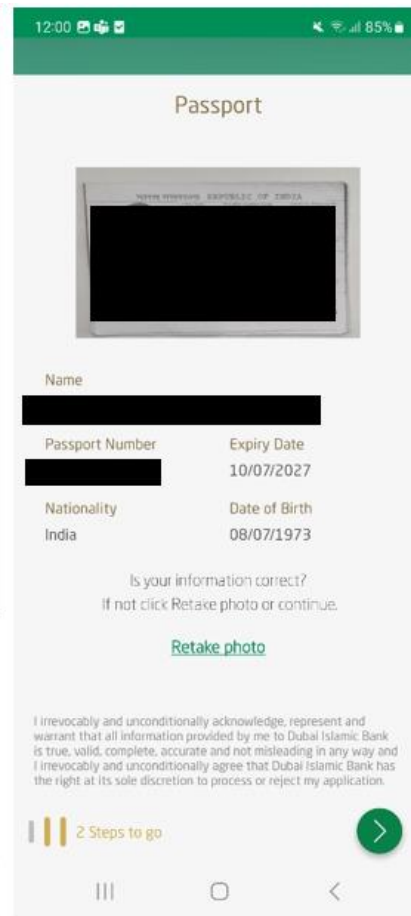 12:00 85%
Passport
REPUBLIC OF INDIA
Name
Passport Number Expiry Date
10/07/2027
Nationality Date of Birth
India 08/07/1973
Is your information correct?
If not click Retake photo or continue.
Retake photo
I irrevocably and unconditionally acknowledge, represent and
warrant that all information provided by me to Dubai Islamic Bank
is true, valid, complete, accurate and not misleading in any way and
I irrevocably and unconditionally agree that Dubai Islamic Bank has
the right at its sole discretion to process or reject my application.
2 Steps to go